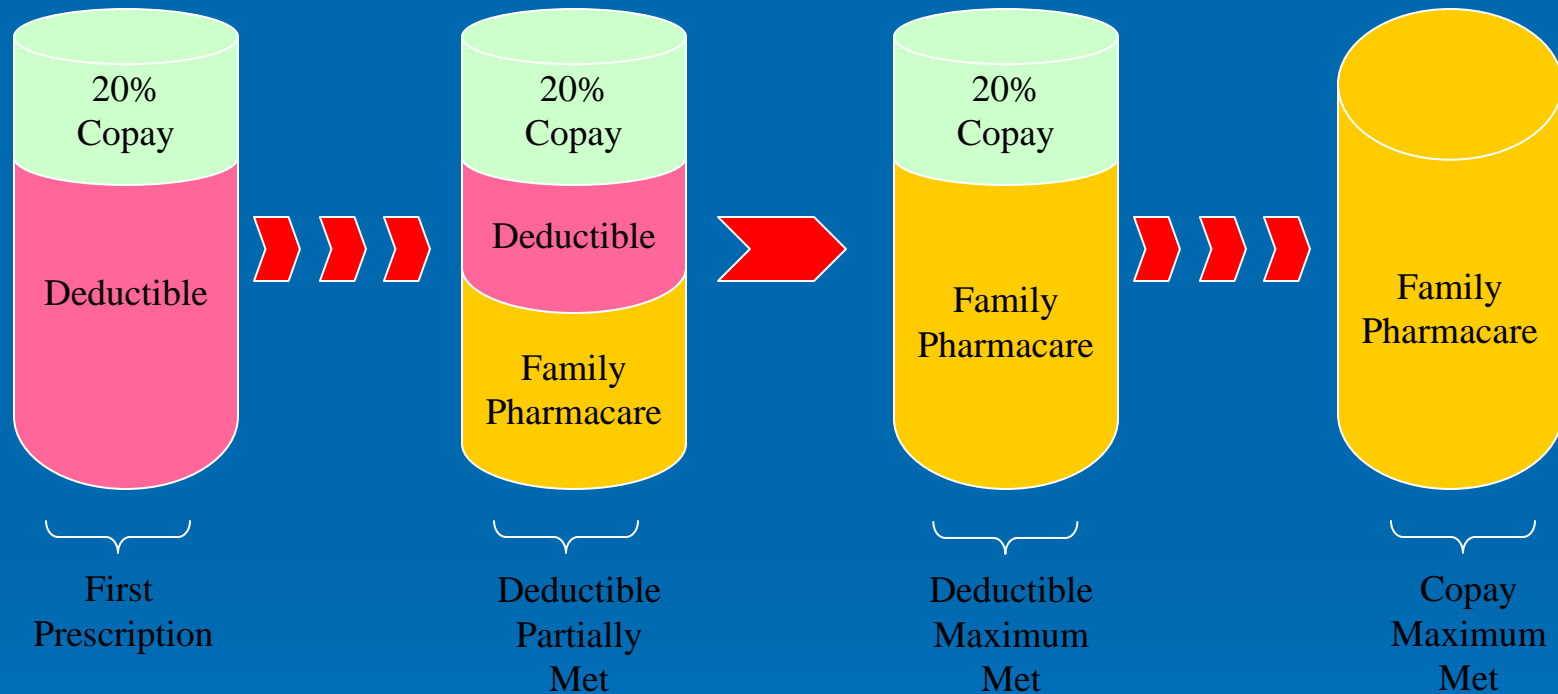 20%
Copay
Deductible
First
Prescription
20%
Copay
Deductible
Family
Pharmacare
Deductible
Partially
Met
20%
Copay
Family
Pharmacare
Deductible
Maximum
Met
Family
Pharmacare
Copay
Maximum
Met